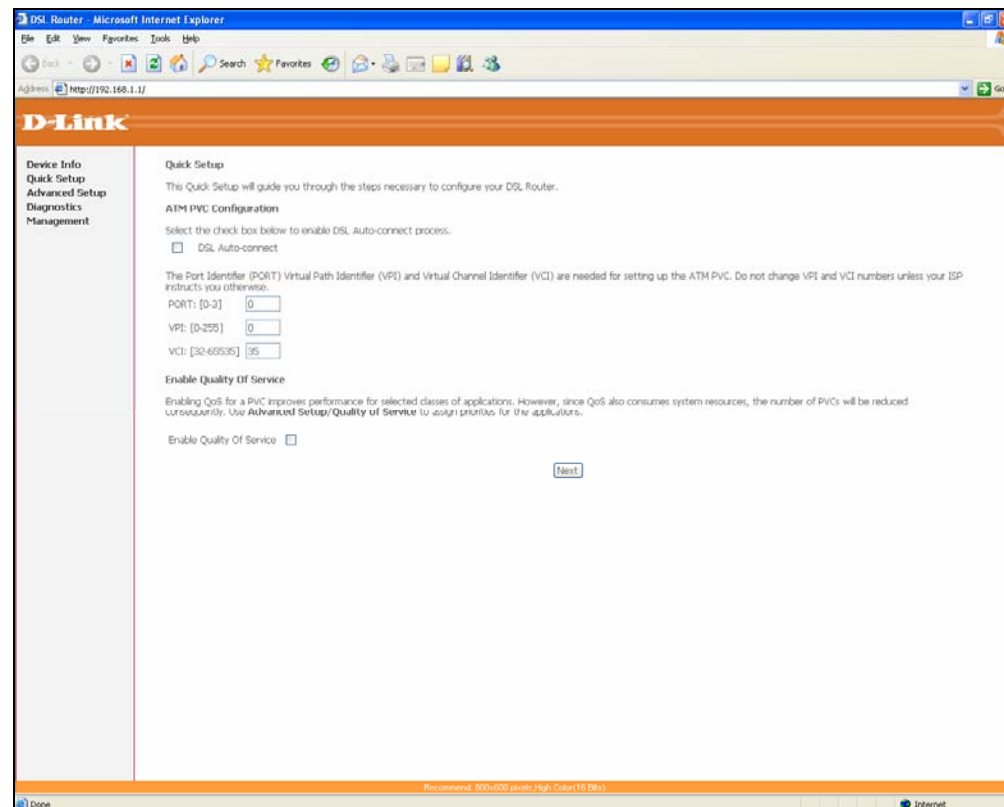 DSL Router - Microsoft Internet Explorer
File Edit View Favorites Tools Help
Back Search Favorites
Address http://192.168.1.1/ Go
D-Link
Device Info
Quick Setup
Advanced Setup
Diagnostics
Management
Quick Setup
This Quick Setup will guide you through the steps necessary to configure your DSL Router.
ATM PVC Configuration
Select the check box below to enable DSL Auto-connect process.
DSL Auto-connect
The Port Identifier (PORT) Virtual Path Identifier (VPI) and Virtual Channel Identifier (VCI) are needed for setting up the ATM PVC. Do not change VPI and VCI numbers unless your ISP
instructs you otherwise.
PORT: [0-3] 0
VPI: [0-255] 0
VCI: [32-65535] 35
Enable Quality Of Service
Enabling QoS for a PVC improves performance for selected classes of applications. However, since QoS also consumes system resources, the number of PVCs will be reduced
consequently. Use Advanced Setup/Quality of Service to assign priorities for the applications.
Enable Quality Of Service
Next
Recommend: 800x600 pixels,High Color(16 Bits)
Done Internet